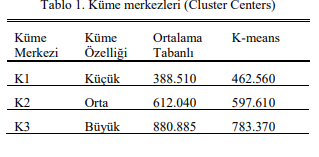 Tablo 1. Küme merkezleri (Cluster Centers)
Küme Merkezi Küme Özelliği Ortalama Tabanlı K-means
K1 Küçük 388.510 462.560
K2 Orta 612.040 597.610
K3 Büyük 880.885 783.370